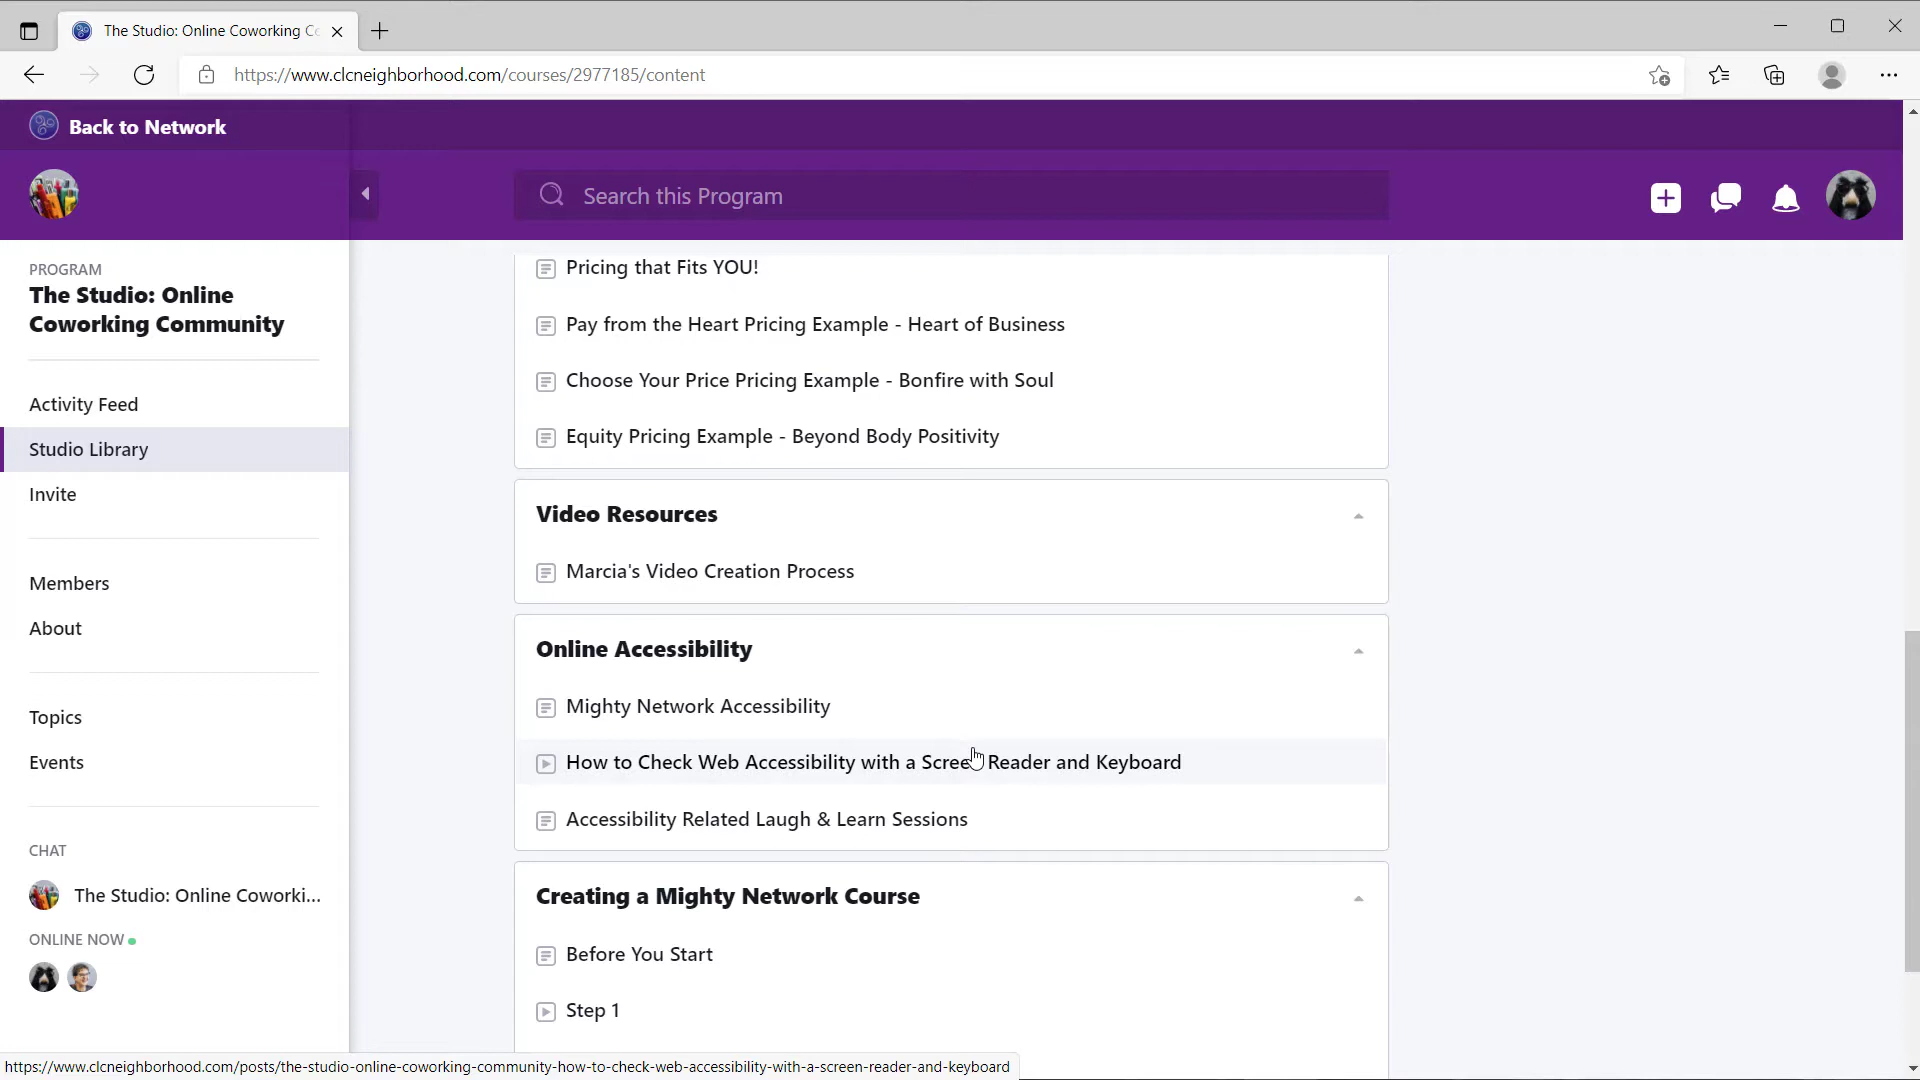 The Studio: Online Coworking Ce
https://www.clcneighborhood.com/courses/2977185/content
Back to Network
Search this Program
PROGRAM
The Studio: Online
Coworking Community
Activity Feed
Studio Library
Invite
Members
About
Topics
Events
CHAT
The Studio: Online Coworki...
ONLINE NOW
Pricing that Fits YOU!
Pay from the Heart Pricing Example - Heart of Business
Choose Your Price Pricing Example - Bonfire with Soul
Equity Pricing Example - Beyond Body Positivity
Video Resources
Marcia's Video Creation Process
Online Accessibility
Mighty Network Accessibility
How to Check Web Accessibility with a Screen Reader and Keyboard
Accessibility Related Laugh & Learn Sessions
Creating a Mighty Network Course
Before You Start
Step 1
https://www.clcneighborhood.com/posts/the-studio-online-coworking-community-how-to-check-web-accessibility-with-a-screen-reader-and-keyboard